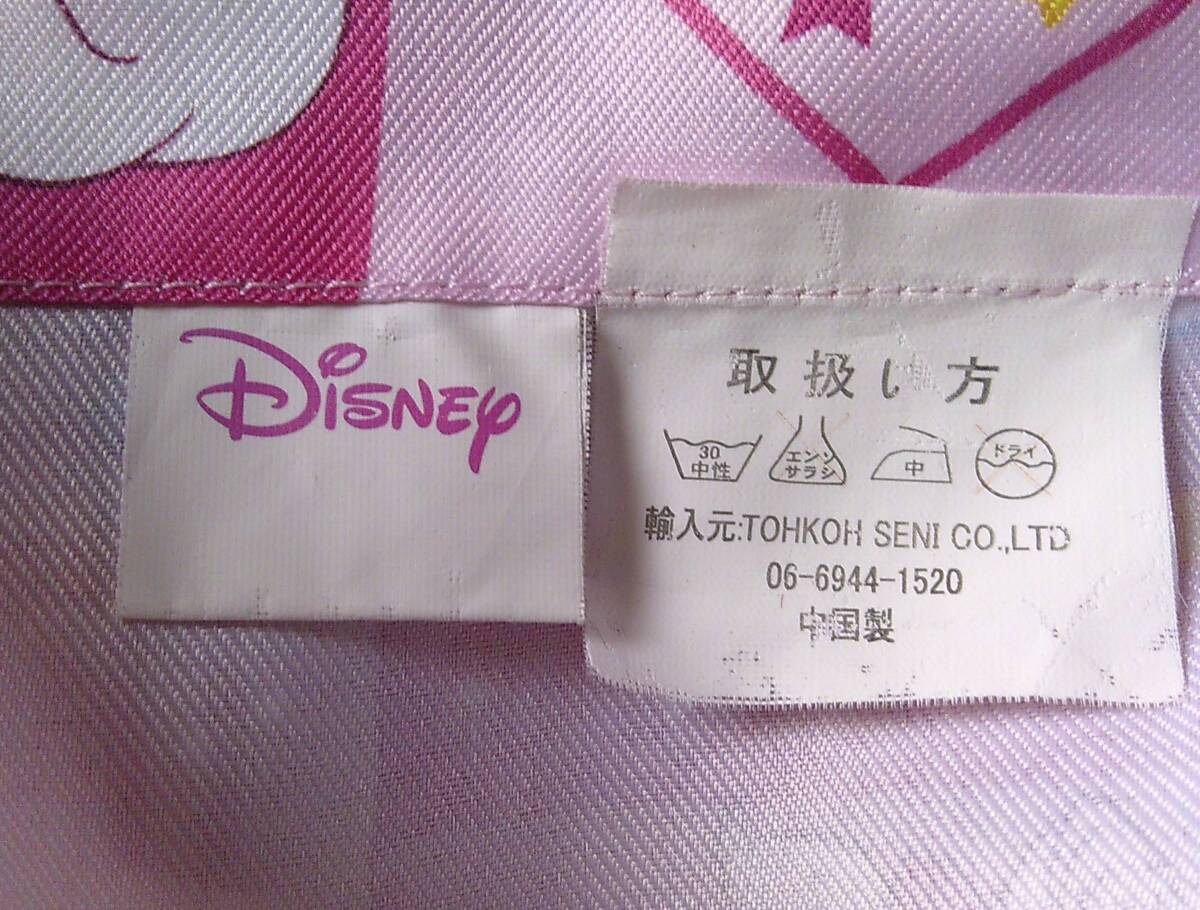 Disney
取扱い方
30 中性
エンソ サラシ
中
ドライ
輸入元:TOHKOH SENI CO.,LTD
06-6944-1520
中国製